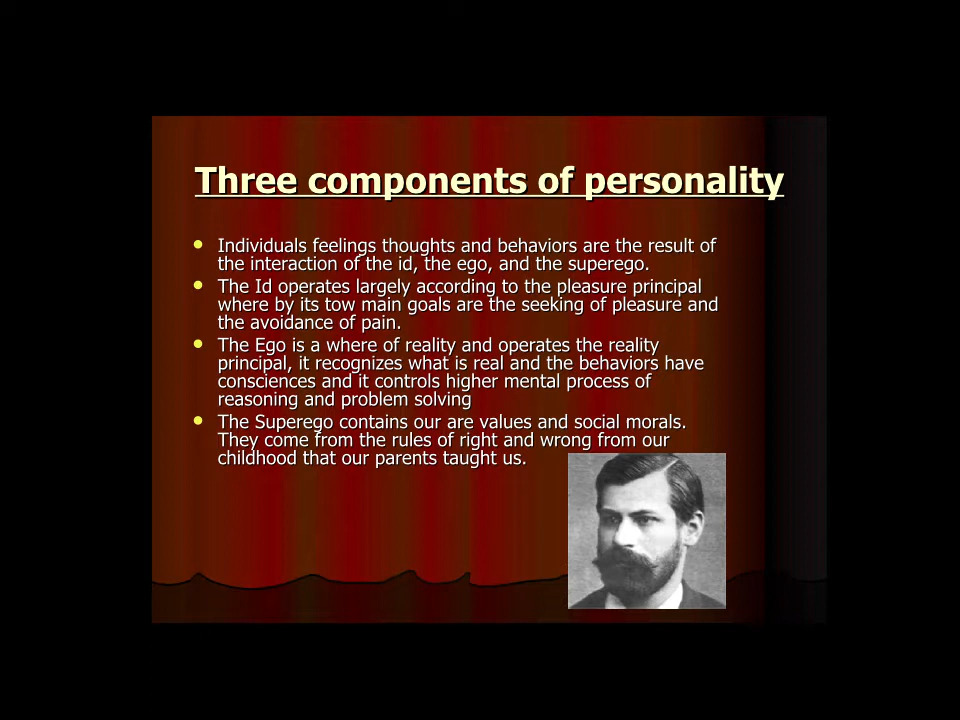 Three components of personality
Individuals feelings thoughts and behaviors are the result of
the interaction of the id, the ego, and the superego.
The Id operates largely according to the pleasure principal
where by its tow main goals are the seeking of pleasure and
the avoidance of pain.
The Ego is a where of reality and operates the reality
principal, it recognizes what is real and the behaviors have
consciences and it controls higher mental process of
reasoning and problem solving
The Superego contains our are values and social morals.
They come from the rules of right and wrong from our
childhood that our parents taught us.